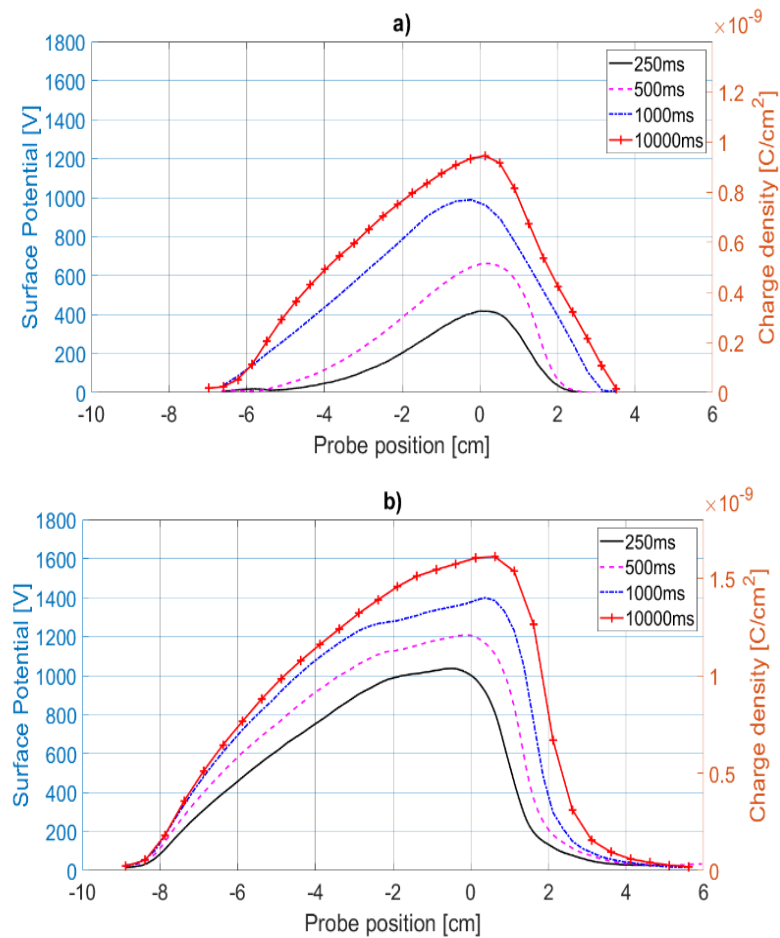 a)
×10⁻⁹
1800
1600
1400
1200
1000
800
600
400
200
0
Surface Potential [V]
1.2
1
0.8
0.6
0.4
0.2
0
Charge density [C/cm²]
250ms
500ms
1000ms
10000ms
-10 -8 -6 -4 -2 0 2 4 6
Probe position [cm]
b)
×10⁻⁹
1800
1600
1400
1200
1000
800
600
400
200
0
Surface Potential [V]
1.5
1
0.5
0
Charge density [C/cm²]
250ms
500ms
1000ms
10000ms
-10 -8 -6 -4 -2 0 2 4 6
Probe position [cm]